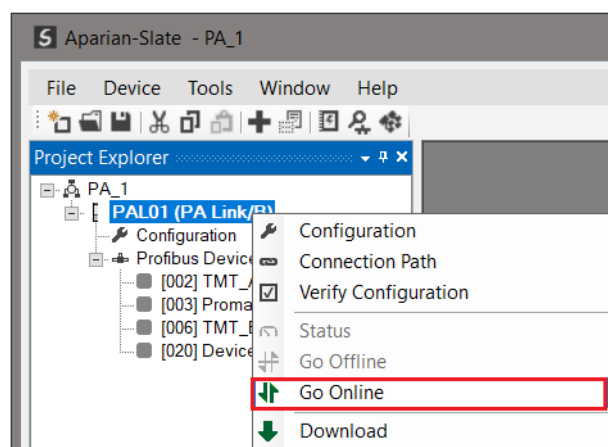 Aparian-Slate - PA_1
File Device Tools Window Help
Project Explorer
PA_1
PAL01 (PA Link/B)
Configuration
Profibus Device
[002] TMT_
[003] Proma
[006] TMT_
[020] Device
Configuration
Connection Path
Verify Configuration
Status
Go Offline
Go Online
Download